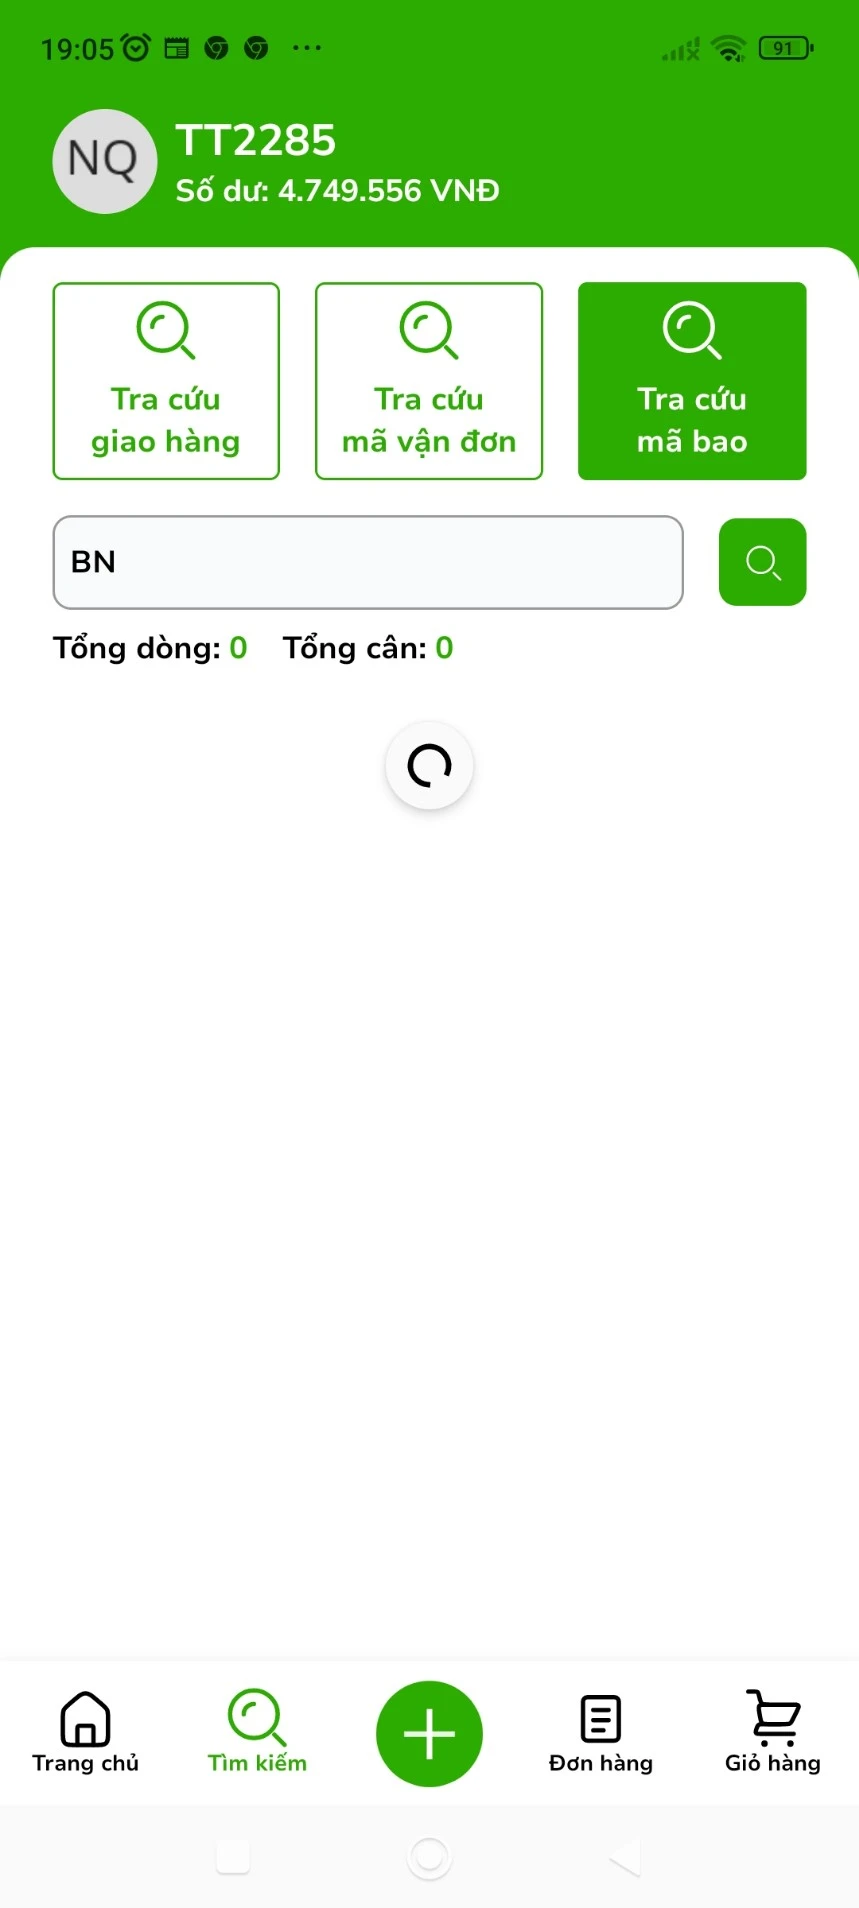 19:05
91
NQ
TT2285
Số dư: 4.749.556 VNĐ
Tra cứu
giao hàng
Tra cứu
mã vận đơn
Tra cứu
mã bao
BN
Tổng dòng: 0
Tổng cân: 0
Trang chủ
Tìm kiếm
Đơn hàng
Giỏ hàng